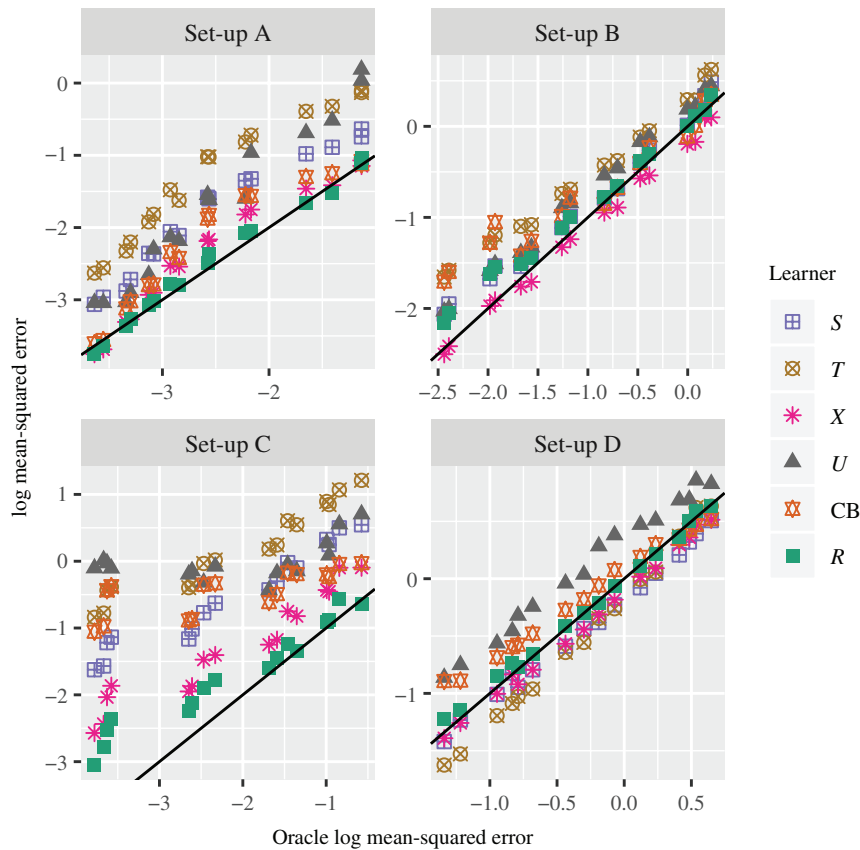 Set-up A
Set-up B
0
−1
−2
−3
−3
−2
0
−1
−2
−2.5
−2.0
−1.5
−1.0
−0.5
0.0
Set-up C
Set-up D
1
0
−1
−2
−3
−3
−2
−1
0
−1
−1.0
−0.5
0.0
0.5
log mean-squared error
Oracle log mean-squared error
Learner
S
T
X
U
CB
R